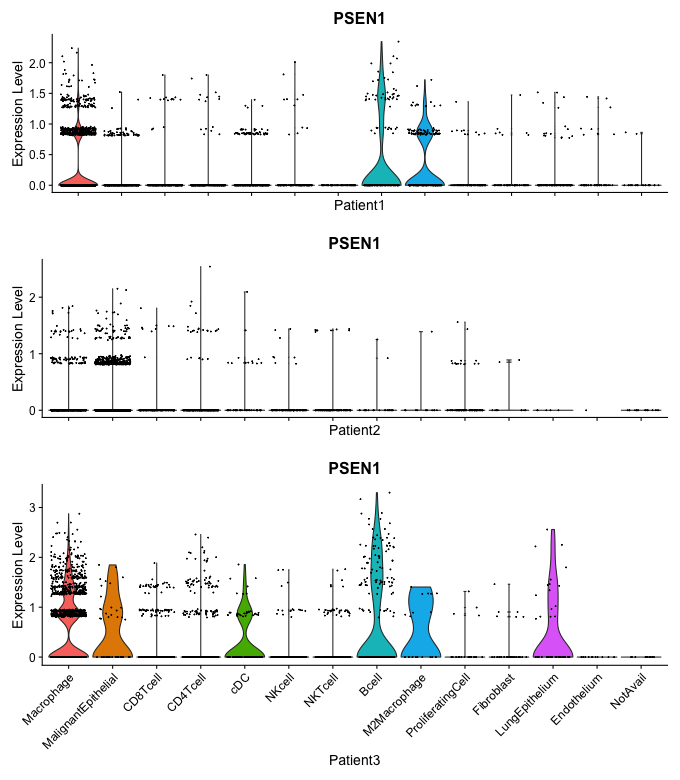 PSEN1
Expression Level
2.0
1.5
1.0
0.5
0.0
Patient1
PSEN1
Expression Level
2
1
0
Patient2
PSEN1
Expression Level
3
2
1
0
Macrophage
MalignantEpithelial
CD8Tcell
CD4Tcell
cDC
NKcell
NKTcell
Bcell
M2Macrophage
ProliferatingCell
Fibroblast
LungEpithelium
Endothelium
NotAvail
Patient3